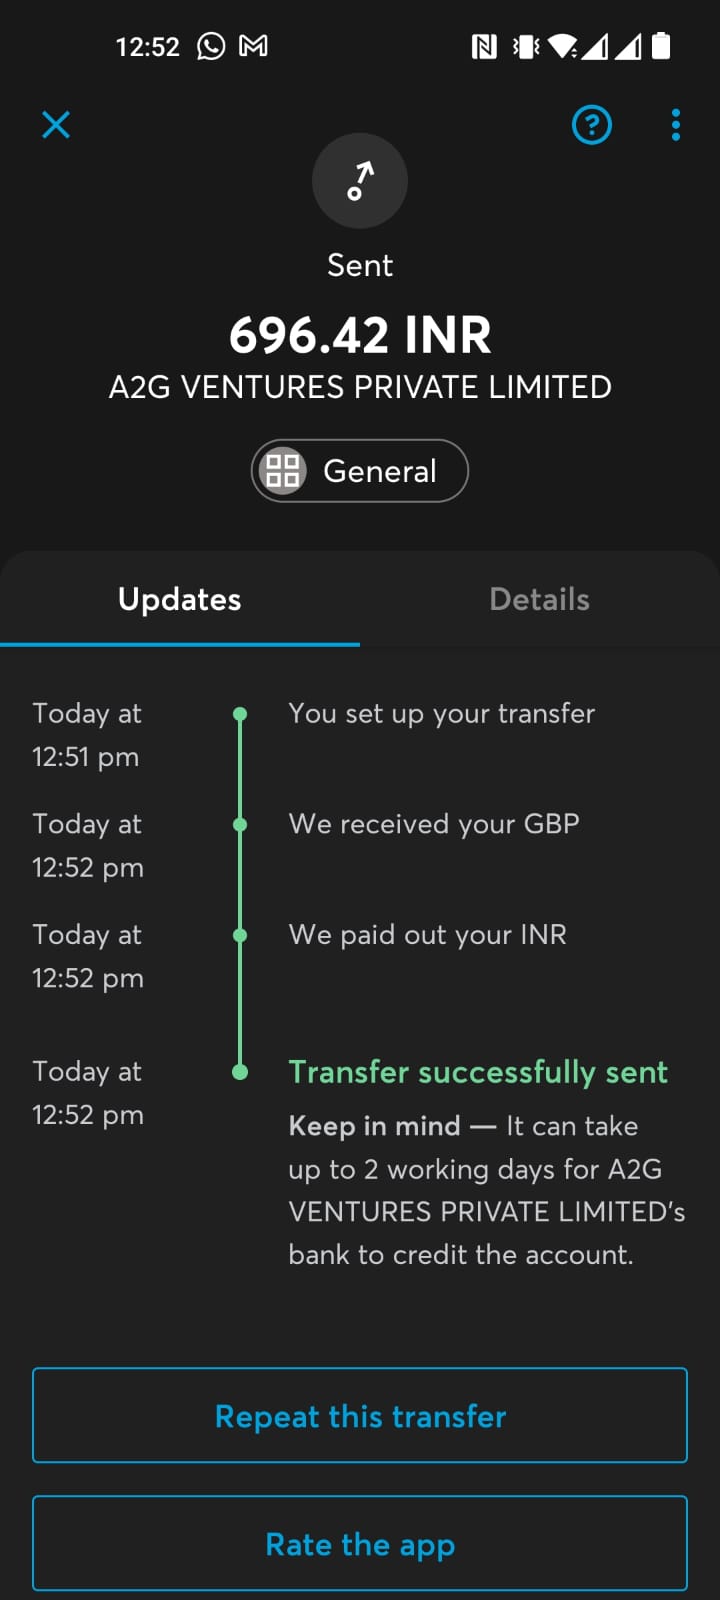 12:52
Sent
696.42 INR
A2G VENTURES PRIVATE LIMITED
General
Updates
Details
Today at
12:51 pm
You set up your transfer
Today at
12:52 pm
We received your GBP
Today at
12:52 pm
We paid out your INR
Today at
12:52 pm
Transfer successfully sent
Keep in mind — It can take
up to 2 working days for A2G
VENTURES PRIVATE LIMITED's
bank to credit the account.
Repeat this transfer
Rate the app